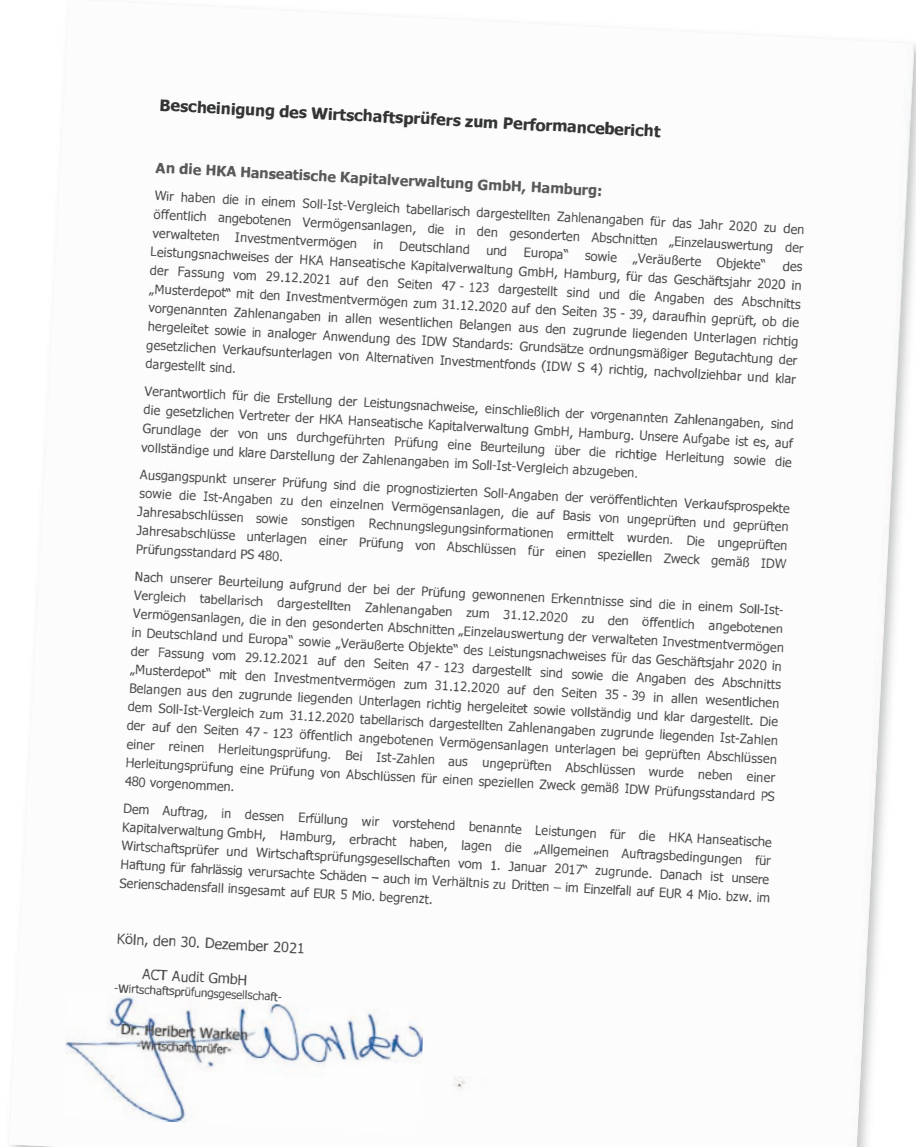 Bescheinigung des Wirtschaftsprüfers zum Performancebericht
An die HKA Hanseatische Kapitalverwaltung GmbH, Hamburg:
Wir haben die in einem Soll-Ist-Vergleich tabellarisch dargestellten Zahlenangaben für das Jahr 2020 zu den
öffentlich angebotenen Vermögensanlagen, die in den gesonderten Abschnitten „Einzelauswertung der
verwalteten Investmentvermögen in Deutschland und Europa“ sowie „Veräußerte Objekte“ des
Leistungsnachweises der HKA Hanseatische Kapitalverwaltung GmbH, Hamburg, für das Geschäftsjahr 2020 in
der Fassung vom 29.12.2021 auf den Seiten 47 - 123 dargestellt sind und die Angaben des Abschnitts
„Musterdepot“ mit den Investmentvermögen zum 31.12.2020 auf den Seiten 35 - 39, daraufhin geprüft, ob die
vorgenannten Zahlenangaben in allen wesentlichen Belangen aus den zugrunde liegenden Unterlagen richtig
hergeleitet sowie in analoger Anwendung des IDW Standards: Grundsätze ordnungsmäßiger Begutachtung der
gesetzlichen Verkaufsunterlagen von Alternativen Investmentfonds (IDW S 4) richtig, nachvollziehbar und klar
dargestellt sind.
Verantwortlich für die Erstellung der Leistungsnachweise, einschließlich der vorgenannten Zahlenangaben, sind
die gesetzlichen Vertreter der HKA Hanseatische Kapitalverwaltung GmbH, Hamburg. Unsere Aufgabe ist es, auf
Grundlage der von uns durchgeführten Prüfung eine Beurteilung über die richtige Herleitung sowie die
vollständige und klare Darstellung der Zahlenangaben im Soll-Ist-Vergleich abzugeben.
Ausgangspunkt unserer Prüfung sind die prognostizierten Soll-Angaben der veröffentlichten Verkaufsprospekte
sowie die Ist-Angaben zu den einzelnen Vermögensanlagen, die auf Basis von ungeprüften und geprüften
Jahresabschlüssen sowie sonstigen Rechnungslegungsinformationen ermittelt wurden. Die ungeprüften
Jahresabschlüsse unterlagen einer Prüfung von Abschlüssen für einen speziellen Zweck gemäß IDW
Prüfungsstandard PS 480.
Nach unserer Beurteilung aufgrund der bei der Prüfung gewonnenen Erkenntnisse sind die in einem Soll-Ist-
Vergleich tabellarisch dargestellten Zahlenangaben zum 31.12.2020 zu den öffentlich angebotenen
Vermögensanlagen, die in den gesonderten Abschnitten „Einzelauswertung der verwalteten Investmentvermögen
in Deutschland und Europa“ sowie „Veräußerte Objekte“ des Leistungsnachweises für das Geschäftsjahr 2020 in
der Fassung vom 29.12.2021 auf den Seiten 47 - 123 dargestellt sind sowie die Angaben des Abschnitts
„Musterdepot“ mit den Investmentvermögen zum 31.12.2020 auf den Seiten 35 - 39 in allen wesentlichen
Belangen aus den zugrunde liegenden Unterlagen richtig hergeleitet sowie vollständig und klar dargestellt. Die
dem Soll-Ist-Vergleich zum 31.12.2020 tabellarisch dargestellten Zahlenangaben zugrunde liegenden Ist-Zahlen
der auf den Seiten 47 - 123 öffentlich angebotenen Vermögensanlagen unterlagen bei geprüften Abschlüssen
einer reinen Herleitungsprüfung. Bei Ist-Zahlen aus ungeprüften Abschlüssen wurde neben einer
Herleitungsprüfung eine Prüfung von Abschlüssen für einen speziellen Zweck gemäß IDW Prüfungsstandard PS
480 vorgenommen.
Dem Auftrag, in dessen Erfüllung wir vorstehend benannte Leistungen für die HKA Hanseatische
Kapitalverwaltung GmbH, Hamburg, erbracht haben, lagen die „Allgemeinen Auftragsbedingungen für
Wirtschaftsprüfer und Wirtschaftsprüfungsgesellschaften vom 1. Januar 2017“ zugrunde. Danach ist unsere
Haftung für fahrlässig verursachte Schäden – auch im Verhältnis zu Dritten – im Einzelfall auf EUR 4 Mio. bzw. im
Serienschadensfall insgesamt auf EUR 5 Mio. begrenzt.
Köln, den 30. Dezember 2021
ACT Audit GmbH
-Wirtschaftsprüfungsgesellschaft-
Dr. Heribert Warken
-Wirtschaftsprüfer-
Warken